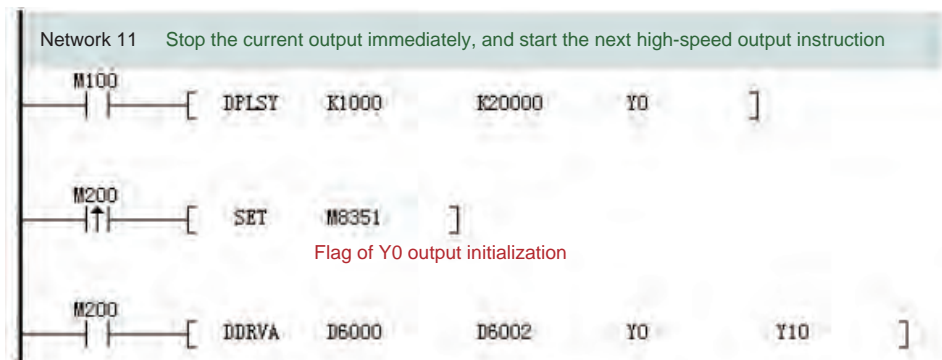 Network 11 Stop the current output immediately, and start the next high-speed output instruction
M100
[ DPLSY K1000 K20000 Y0 ]
M200
[ SET M8351 ]
Flag of Y0 output initialization
M200
[ DDRVA D6000 D6002 Y0 Y10 ]